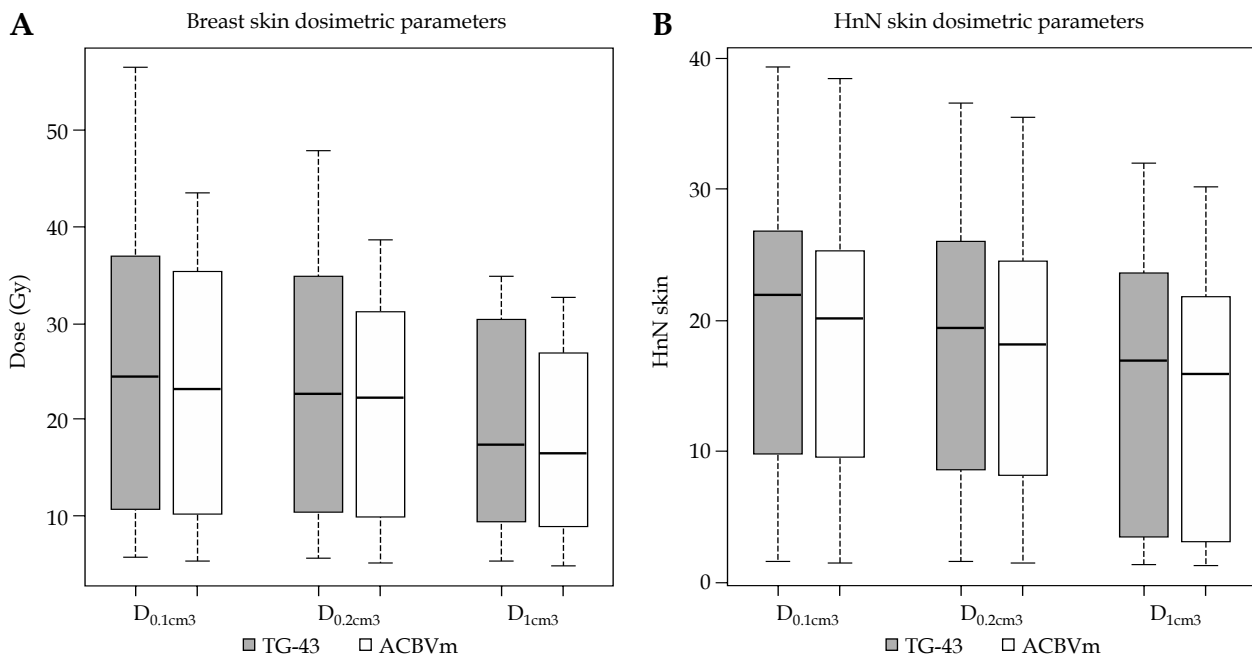 A
Breast skin dosimetric parameters
Dose (Gy)
50
40
30
20
10
D0.1cm3
D0.2cm3
D1cm3
TG-43
ACBVm
B
HnN skin dosimetric parameters
HnN skin
40
30
20
10
0
D0.1cm3
D0.2cm3
D1cm3
TG-43
ACBVm